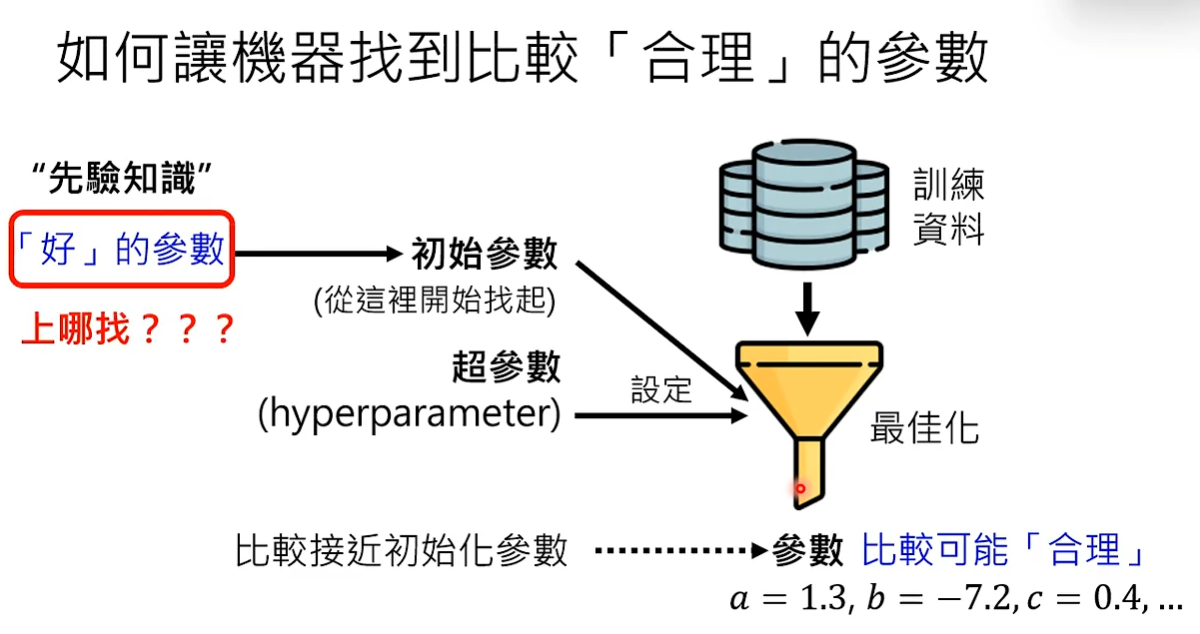 如何讓機器找到比較「合理」的參數
“先驗知識”
「好」的參數
上哪找？？？
初始參數
(從這裡開始找起)
超參數
(hyperparameter)
設定
訓練
資料
最佳化
比較接近初始化參數
參數 比較可能「合理」
a = 1.3, b = −7.2, c = 0.4, ...